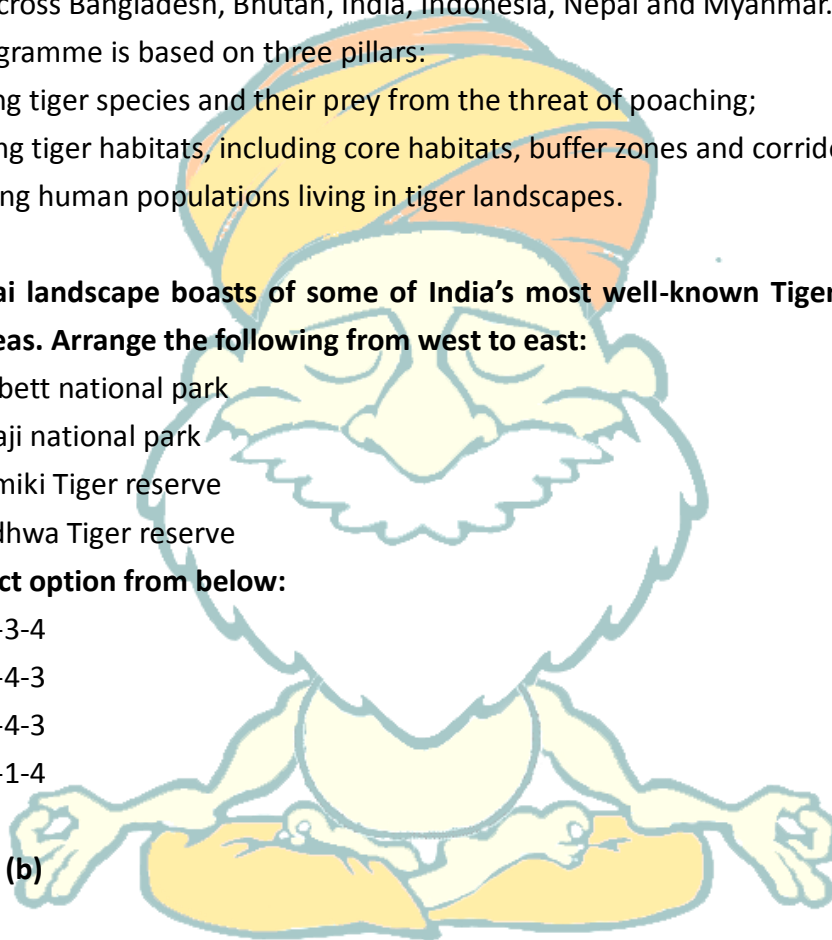 cross Bangladesh, Bhutan, India, Indonesia, Nepal and Myanmar.
gramme is based on three pillars:
ng tiger species and their prey from the threat of poaching;
ng tiger habitats, including core habitats, buffer zones and corrido
ng human populations living in tiger landscapes.
ai landscape boasts of some of India’s most well-known Tiger
eas. Arrange the following from west to east:
bett national park
aji national park
miki Tiger reserve
dhwa Tiger reserve
ct option from below:
-3-4
-4-3
-4-3
-1-4
(b)